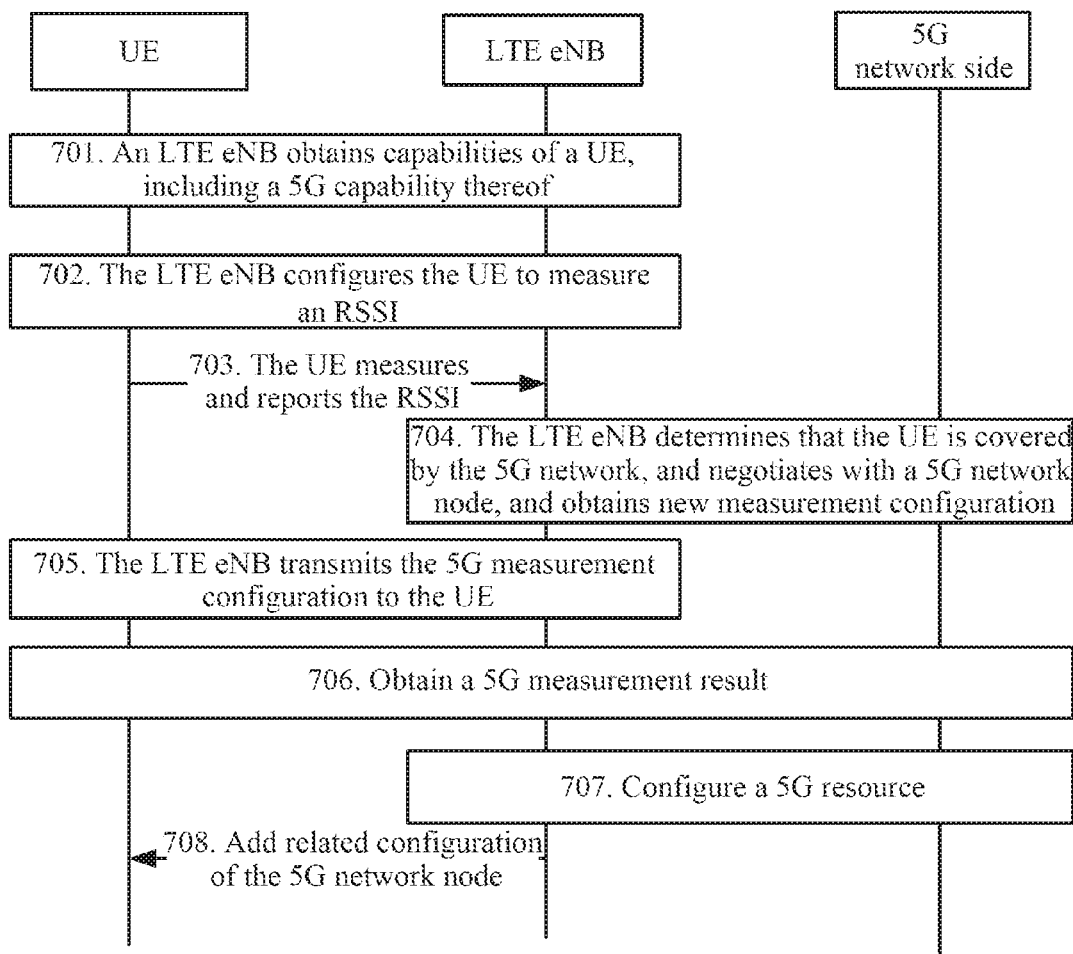 UE
LTE eNB
5G
network side
701. An LTE eNB obtains capabilities of a UE,
including a 5G capability thereof
702. The LTE eNB configures the UE to measure
an RSSI
703. The UE measures
and reports the RSSI
704. The LTE eNB determines that the UE is covered
by the 5G network, and negotiates with a 5G network
node, and obtains new measurement configuration
705. The LTE eNB transmits the 5G measurement
configuration to the UE
706. Obtain a 5G measurement result
707. Configure a 5G resource
708. Add related configuration
of the 5G network node